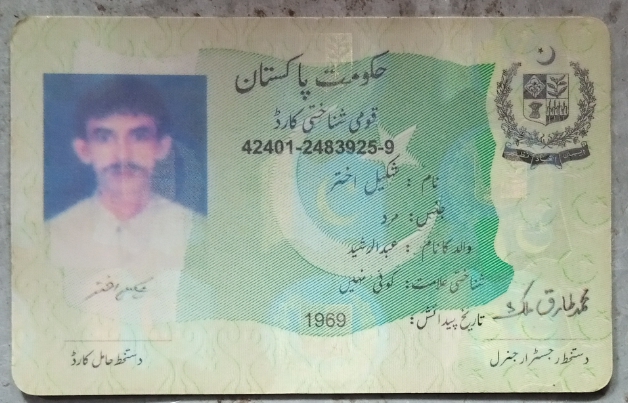 حکومت پاکستان
قومی شناختی کارڈ
42401-2483925-9
نام : شکیل اختر
جنس: مرد
والد کا نام : عبدالرشید
شناختی علامت: کوئی نہیں
تاریخ پیدائش: 1969
شکیل اختر
محمد طارق ملک
دستخط حامل کارڈ
دستخط رجسٹرار جنرل